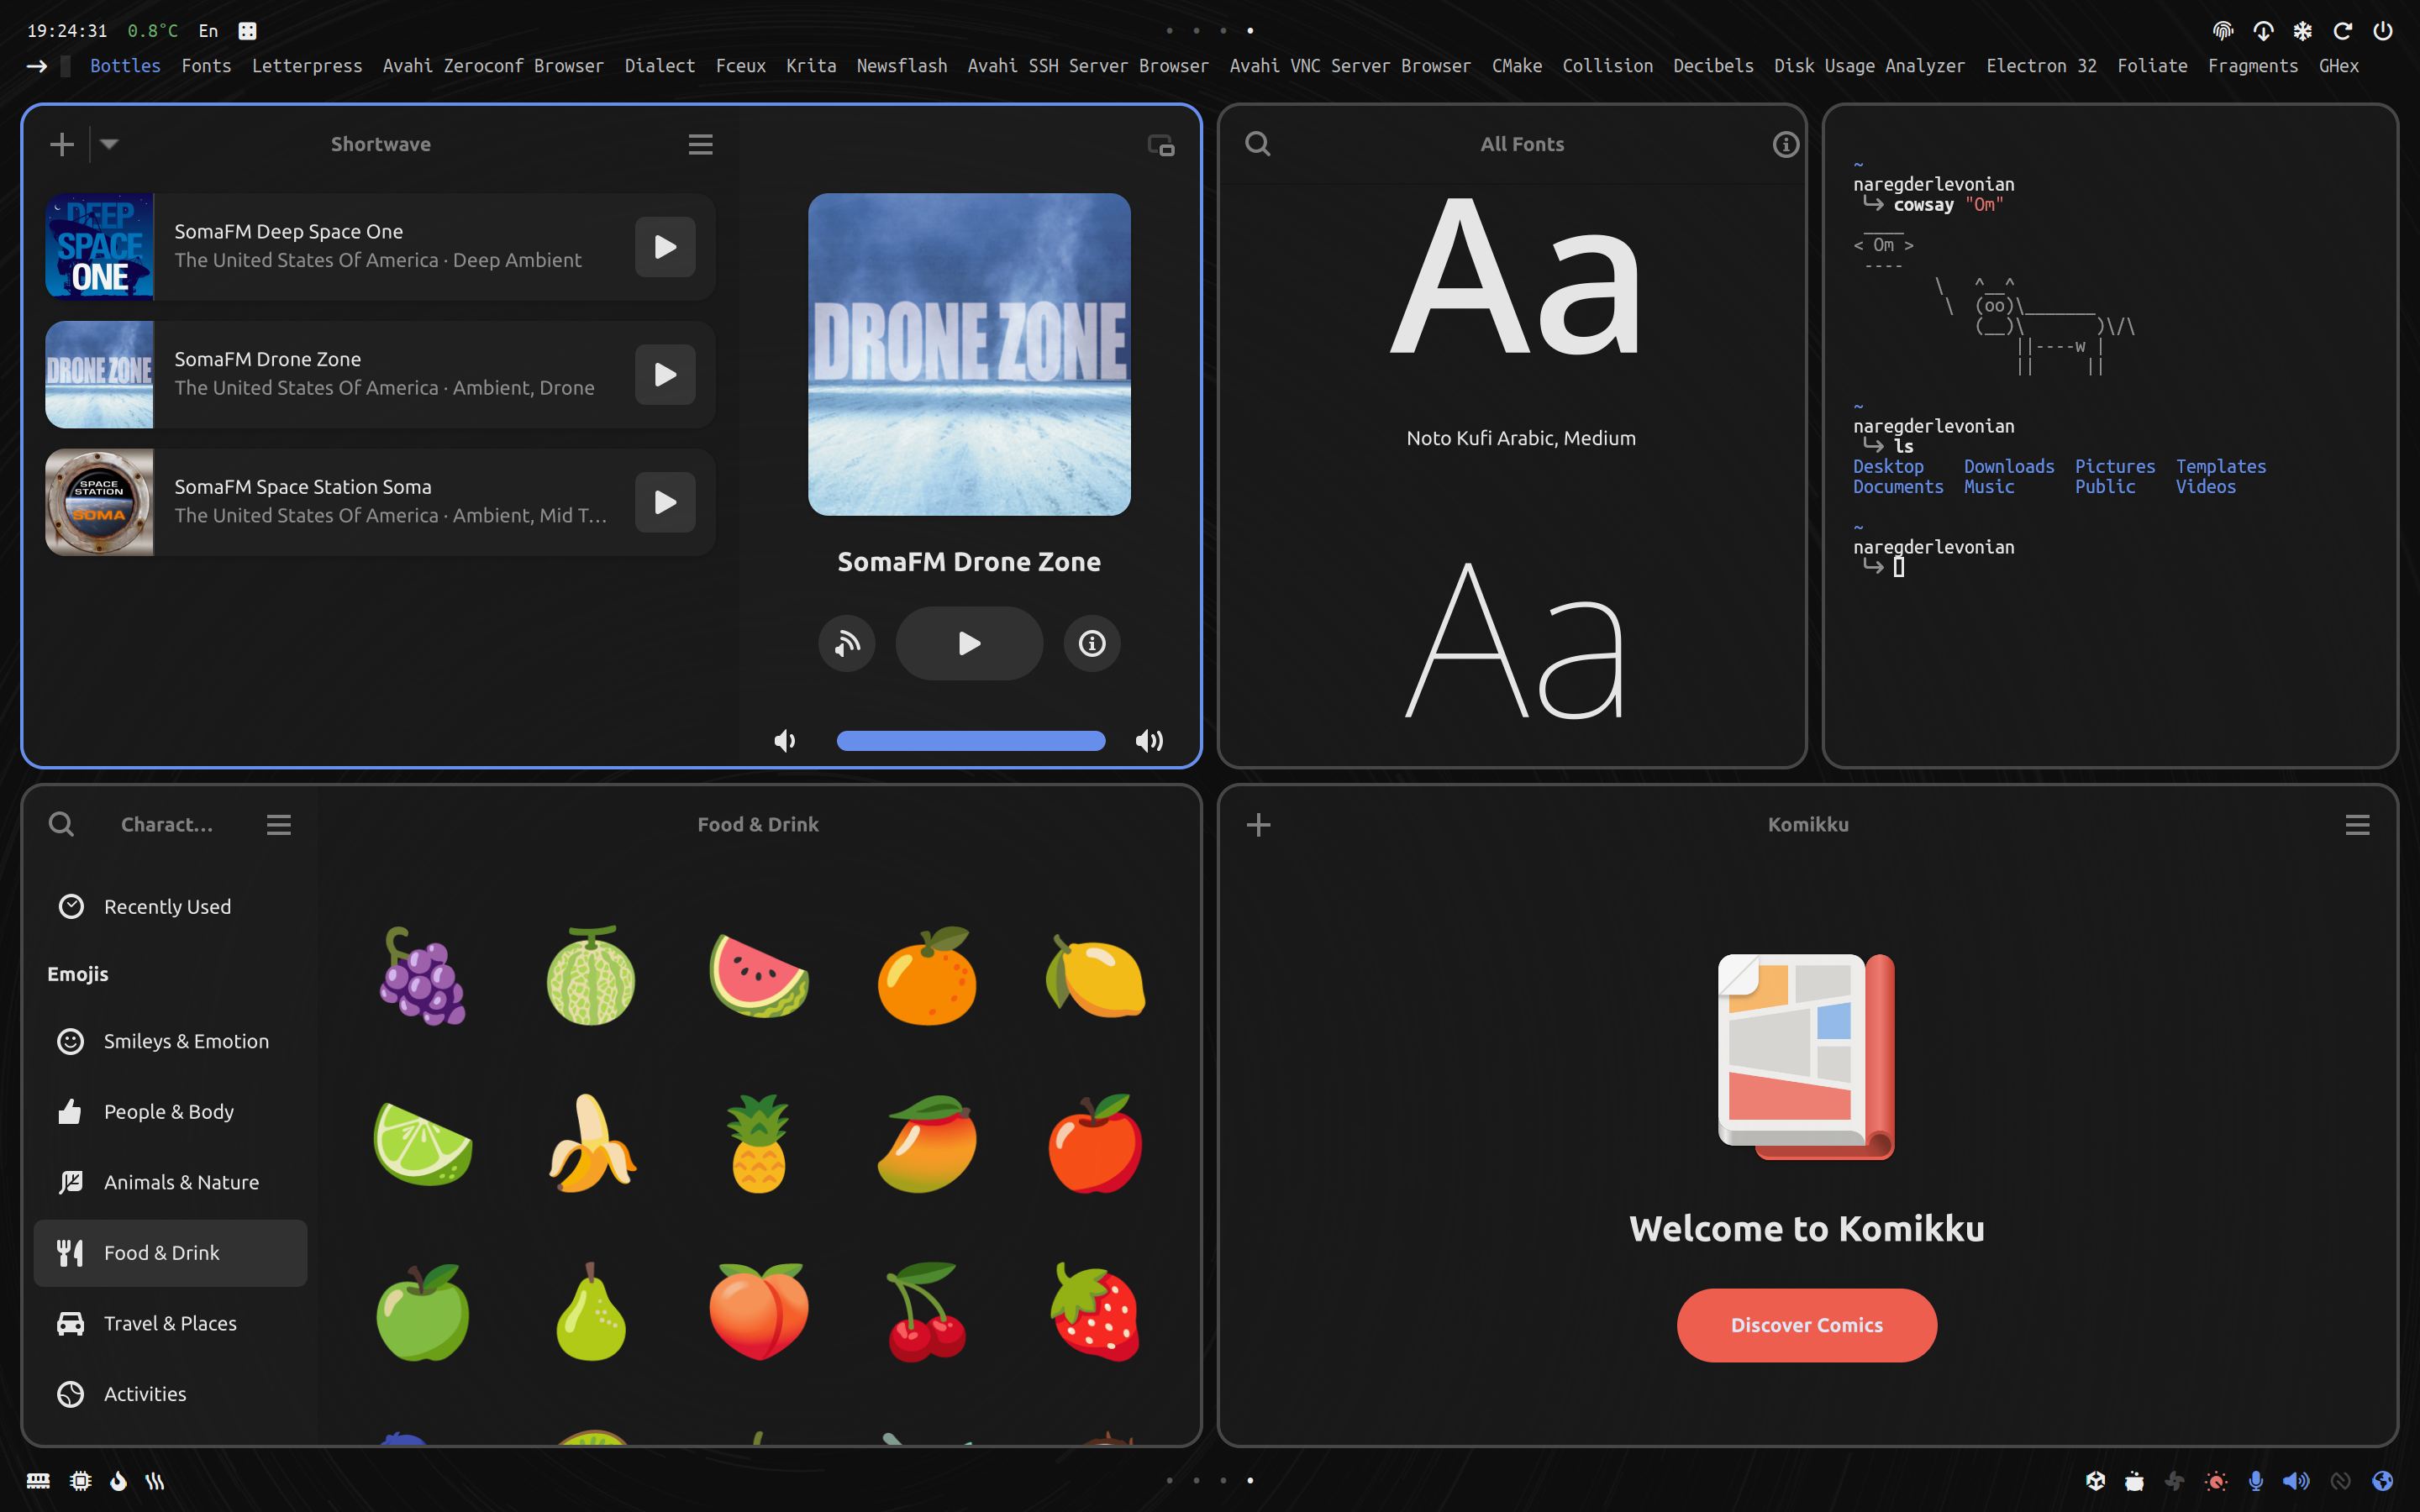 19:24:31 0.8°C En
Bottles Fonts Letterpress Avahi Zeroconf Browser Dialect Fceux Krita Newsflash Avahi SSH Server Browser Avahi VNC Server Browser CMake Collision Decibels Disk Usage Analyzer Electron 32 Foliate Fragments GHex
Shortwave
DEEP
SPACE
ONE
SomaFM Deep Space One
The United States Of America · Deep Ambient
DRONE ZONE
SomaFM Drone Zone
The United States Of America · Ambient, Drone
SPACE
STATION
SOMA
SomaFM Space Station Soma
The United States Of America · Ambient, Mid T…
DRONE ZONE
SomaFM Drone Zone
All Fonts
Aa
Noto Kufi Arabic, Medium
Aa
~
naregderlevonian
cowsay "Om"
 ____
< Om >
 ----
        \   ^__^
         \  (oo)\_______
            (__)\       )\/\
                ||----w |
                ||     ||
~
naregderlevonian
ls
Desktop Downloads Pictures Templates
Documents Music Public Videos
~
naregderlevonian
Charact…
Recently Used
Emojis
Smileys & Emotion
People & Body
Animals & Nature
Food & Drink
Travel & Places
Activities
Food & Drink
Komikku
Welcome to Komikku
Discover Comics